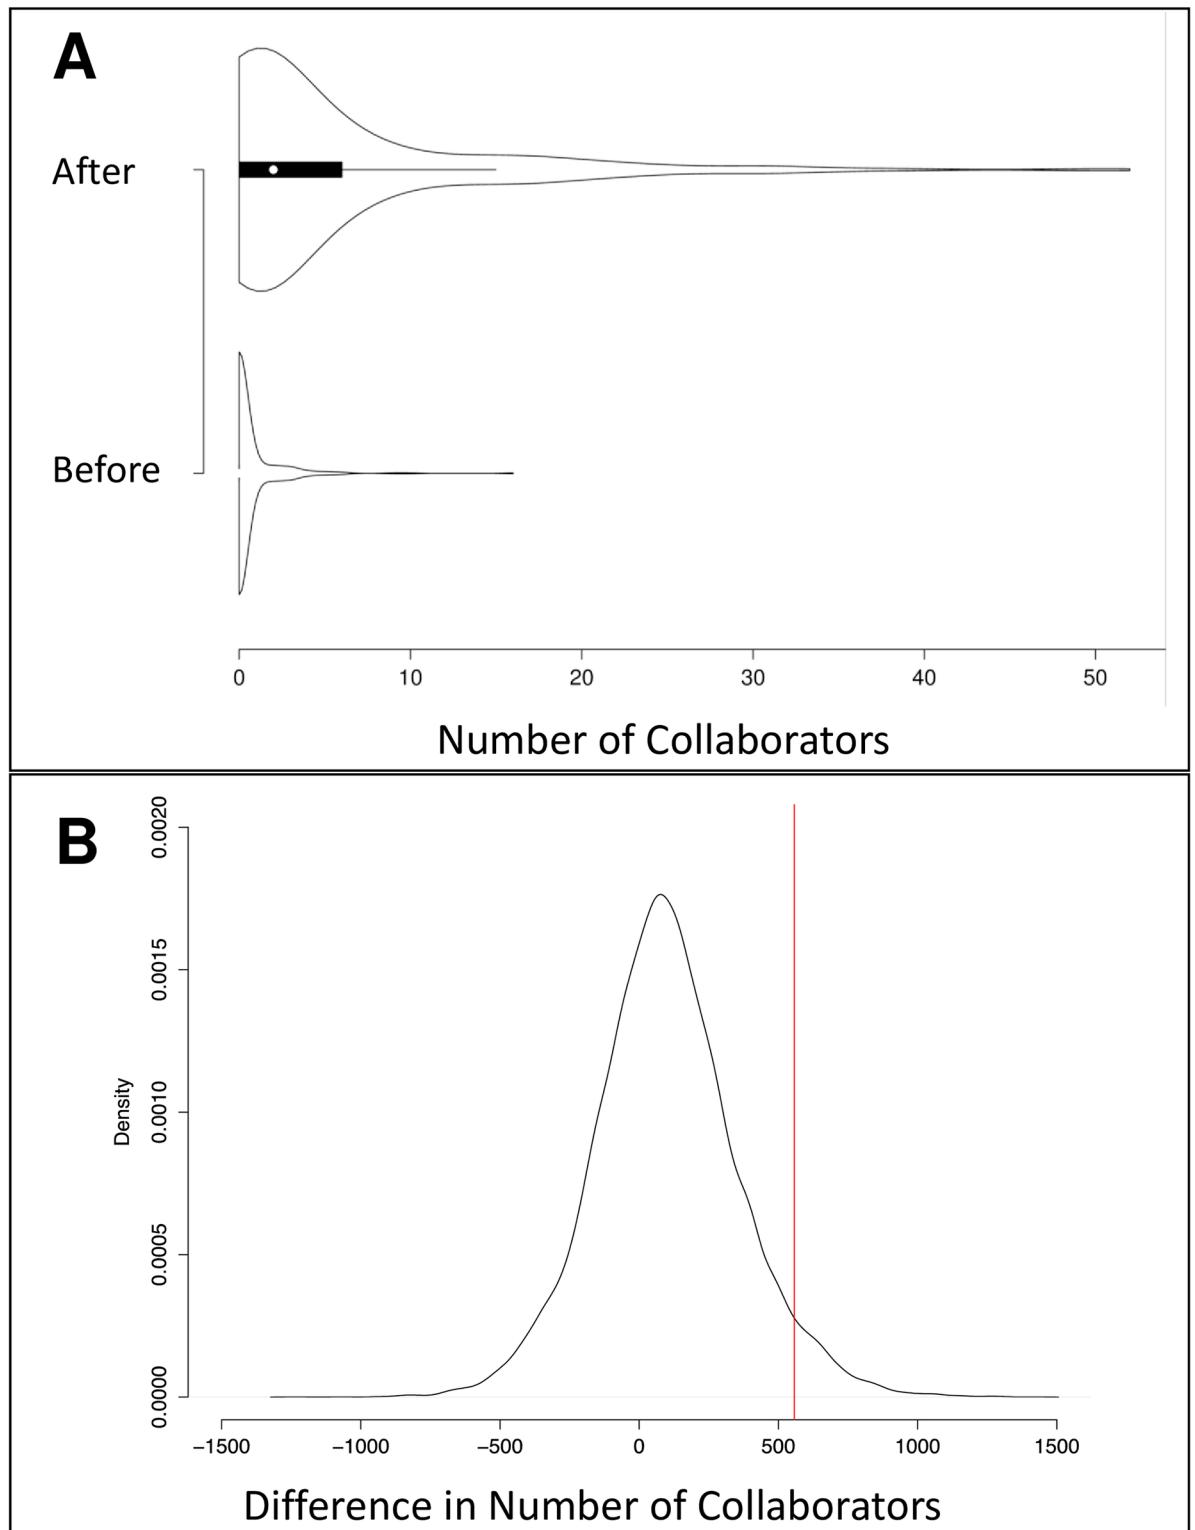 A
After
Before
0 10 20 30 40 50
Number of Collaborators
B
0.0020
0.0015
0.0010
0.0005
0.0000
Density
−1500 −1000 −500 0 500 1000 1500
Difference in Number of Collaborators